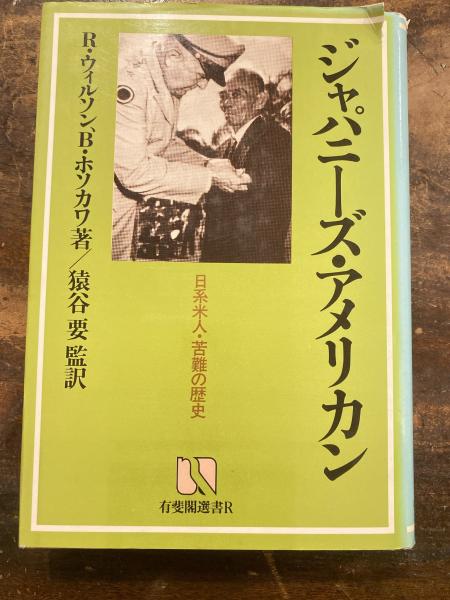 ジャパニーズ・アメリカン
日系米人・苦難の歴史
R・ウィルソン、B・ホソカワ著/猿谷 要 監訳
有斐閣選書R